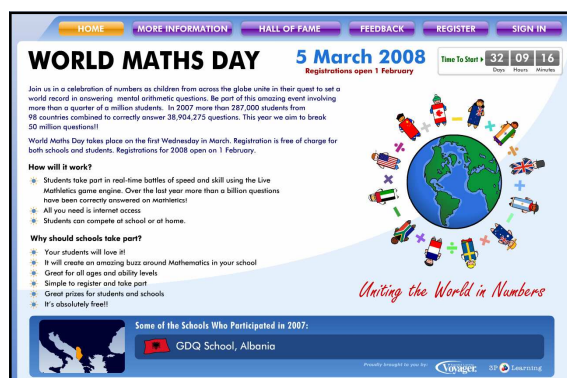 HOME MORE INFORMATION HALL OF FAME FEEDBACK REGISTER SIGN IN
WORLD MATHS DAY
5 March 2008
Registrations open 1 February
Time To Start 32 09 16
Days Hours Minutes
Join us in a celebration of numbers as children from across the globe unite in their quest to set a
world record in answering mental arithmetic questions. Be part of this amazing event involving
more than a quarter of a million students. In 2007 more than 287,000 students from
98 countries combined to correctly answer 38,904,275 questions. This year we aim to break
50 million questions!!
World Maths Day takes place on the first Wednesday in March. Registration is free of charge for
both schools and students. Registrations for 2008 open on 1 February.
How will it work?
Students take part in real-time battles of speed and skill using the Live
Mathletics game engine. Over the last year more than a billion questions
have been correctly answered on Mathletics!
All you need is internet access
Students can compete at school or at home.
Why should schools take part?
Your students will love it!
It will create an amazing buzz around Mathematics in your school
Great for all ages and ability levels
Simple to register and take part
Great prizes for students and schools
It's absolutely free!!
Uniting the World in Numbers
Some of the Schools Who Participated in 2007:
GDQ School, Albania
Proudly brought to you by: Voyager. 3P Learning